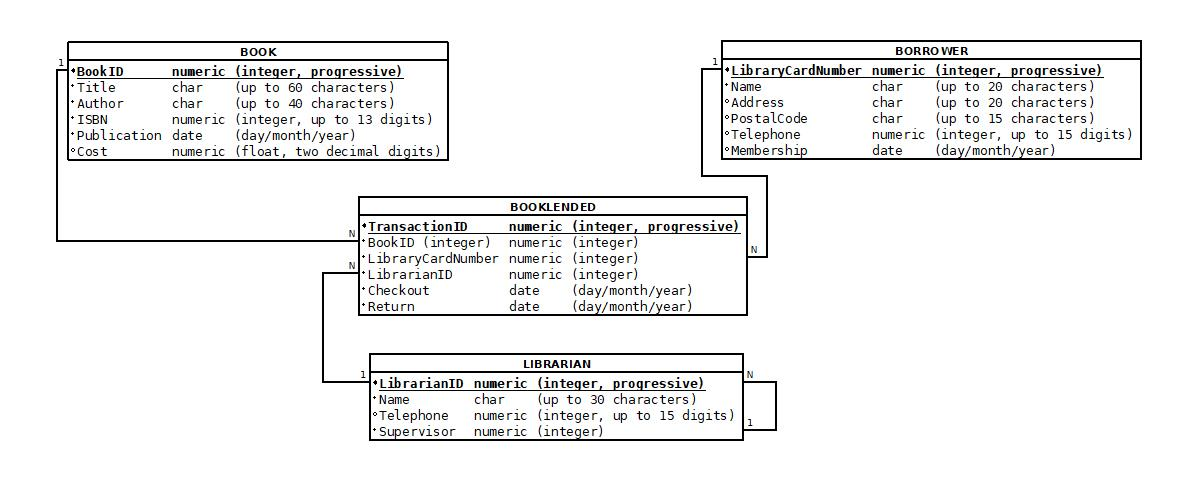 BOOK
1
BookID numeric (integer, progressive)
Title char (up to 60 characters)
Author char (up to 40 characters)
ISBN numeric (integer, up to 13 digits)
Publication date (day/month/year)
Cost numeric (float, two decimal digits)
BORROWER
1
LibraryCardNumber numeric (integer, progressive)
Name char (up to 20 characters)
Address char (up to 20 characters)
PostalCode char (up to 15 characters)
Telephone numeric (integer, up to 15 digits)
Membership date (day/month/year)
BOOKLENDED
TransactionID numeric (integer, progressive)
N
BookID (integer) numeric (integer)
N
LibraryCardNumber numeric (integer)
N
LibrarianID numeric (integer)
Checkout date (day/month/year)
Return date (day/month/year)
LIBRARIAN
1
LibrarianID numeric (integer, progressive)
N
Name char (up to 30 characters)
Telephone numeric (integer, up to 15 digits)
Supervisor numeric (integer)
1